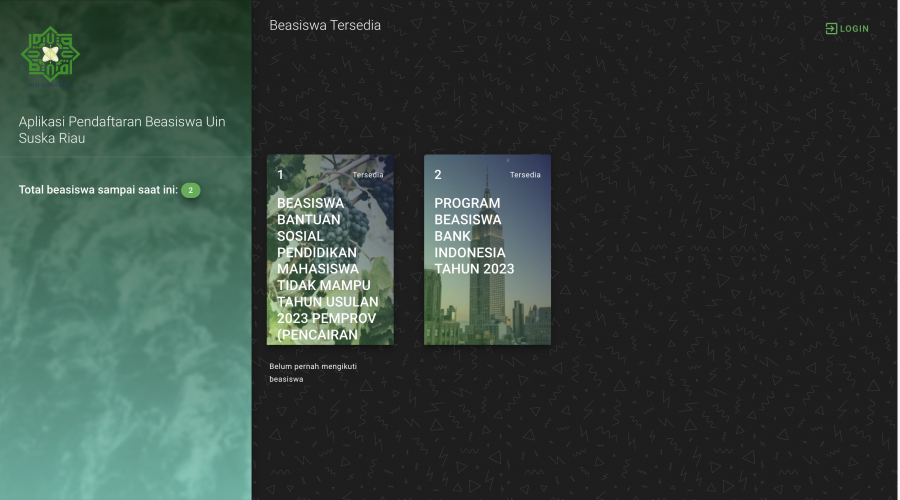 Beasiswa Tersedia
LOGIN
Aplikasi Pendaftaran Beasiswa Uin
Suska Riau
Total beasiswa sampai saat ini: 2
1
Tersedia
BEASISWA
BANTUAN
SOSIAL
PENDIDIKAN
MAHASISWA
TIDAK MAMPU
TAHUN USULAN
2023 PEMPROV
(PENCAIRAN
Belum pernah mengikuti
beasiswa
2
Tersedia
PROGRAM
BEASISWA
BANK
INDONESIA
TAHUN 2023